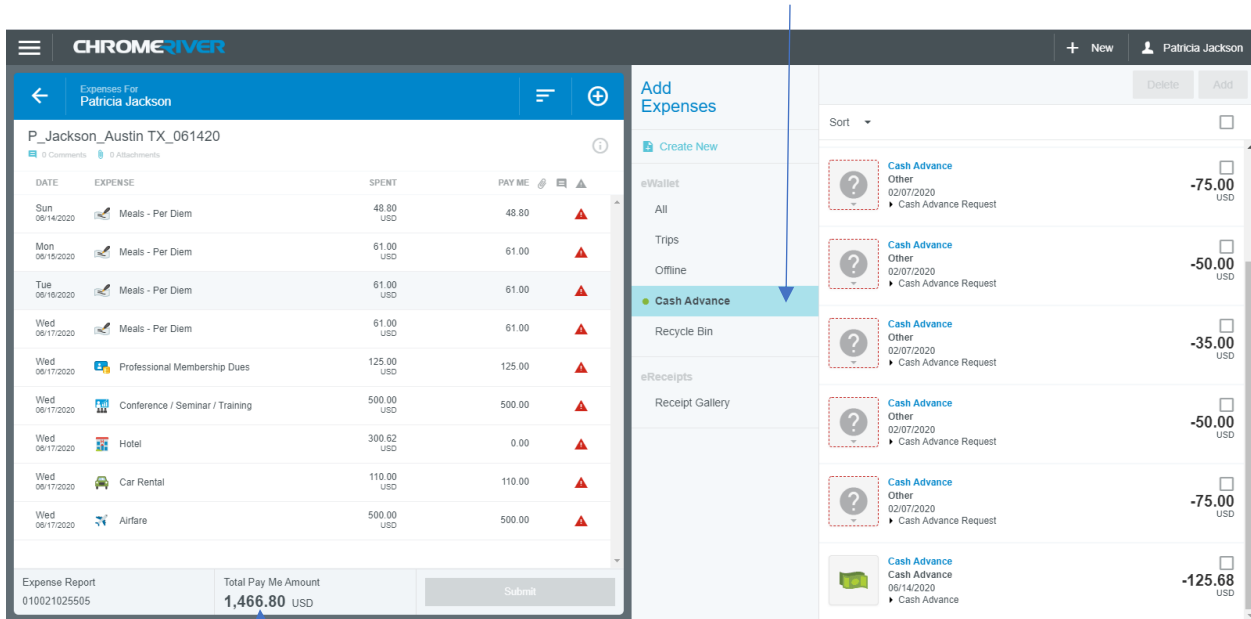 CHROMERIVER
+ New
Patricia Jackson
Expenses For
Patricia Jackson
P_Jackson_Austin TX_061420
0 Comments 0 Attachments
DATE EXPENSE SPENT PAY ME
Sun
06/14/2020
Meals - Per Diem
48.80
USD
48.80
Mon
06/15/2020
Meals - Per Diem
61.00
USD
61.00
Tue
06/16/2020
Meals - Per Diem
61.00
USD
61.00
Wed
06/17/2020
Meals - Per Diem
61.00
USD
61.00
Wed
06/17/2020
Professional Membership Dues
125.00
USD
125.00
Wed
06/17/2020
Conference / Seminar / Training
500.00
USD
500.00
Wed
06/17/2020
Hotel
300.62
USD
0.00
Wed
06/17/2020
Car Rental
110.00
USD
110.00
Wed
06/17/2020
Airfare
500.00
USD
500.00
Expense Report
010021025505
Total Pay Me Amount
1,466.80 USD
Submit
Add
Expenses
Create New
eWallet
All
Trips
Offline
Cash Advance
Recycle Bin
eReceipts
Receipt Gallery
Delete Add
Sort
Cash Advance
Other
02/07/2020
Cash Advance Request
-75.00
USD
Cash Advance
Other
02/07/2020
Cash Advance Request
-50.00
USD
Cash Advance
Other
02/07/2020
Cash Advance Request
-35.00
USD
Cash Advance
Other
02/07/2020
Cash Advance Request
-50.00
USD
Cash Advance
Other
02/07/2020
Cash Advance Request
-75.00
USD
Cash Advance
Cash Advance
06/14/2020
Cash Advance
-125.68
USD